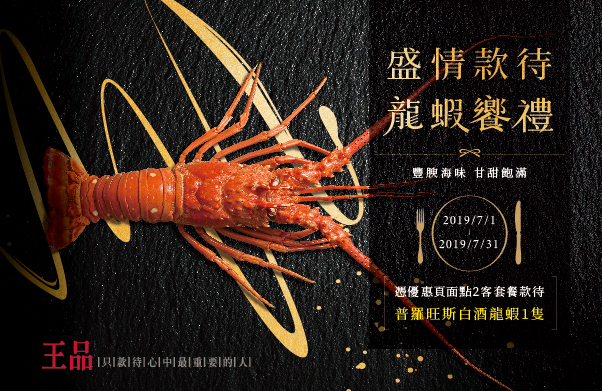 盛情款待
龍蝦饗禮
豐腴海味 甘甜飽滿
2019/7/1
|
2019/7/31
憑優惠頁面點2客套餐款待
普羅旺斯白酒龍蝦1隻
王品 |只|款|待|心|中|最|重|要|的|人|